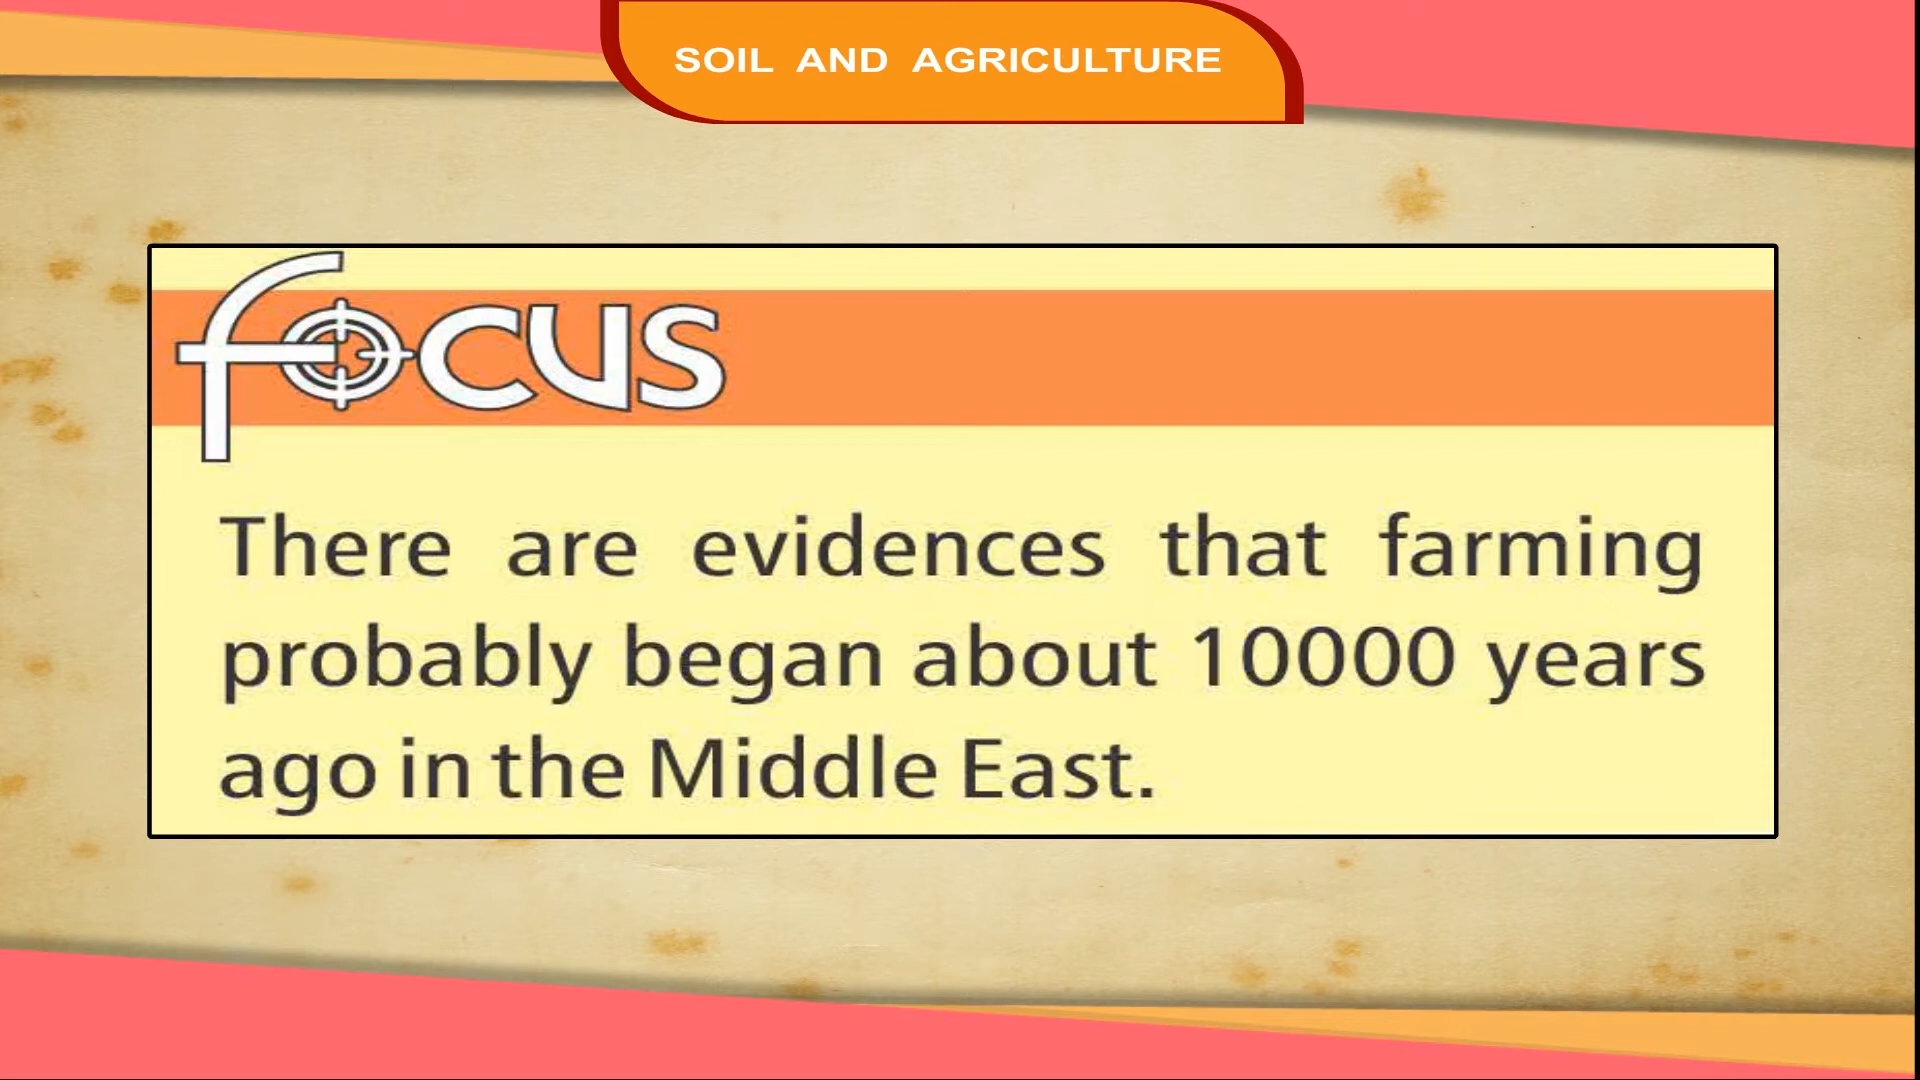 SOIL AND AGRICULTURE
focus
There are evidences that farming
probably began about 10000 years
ago in the Middle East.